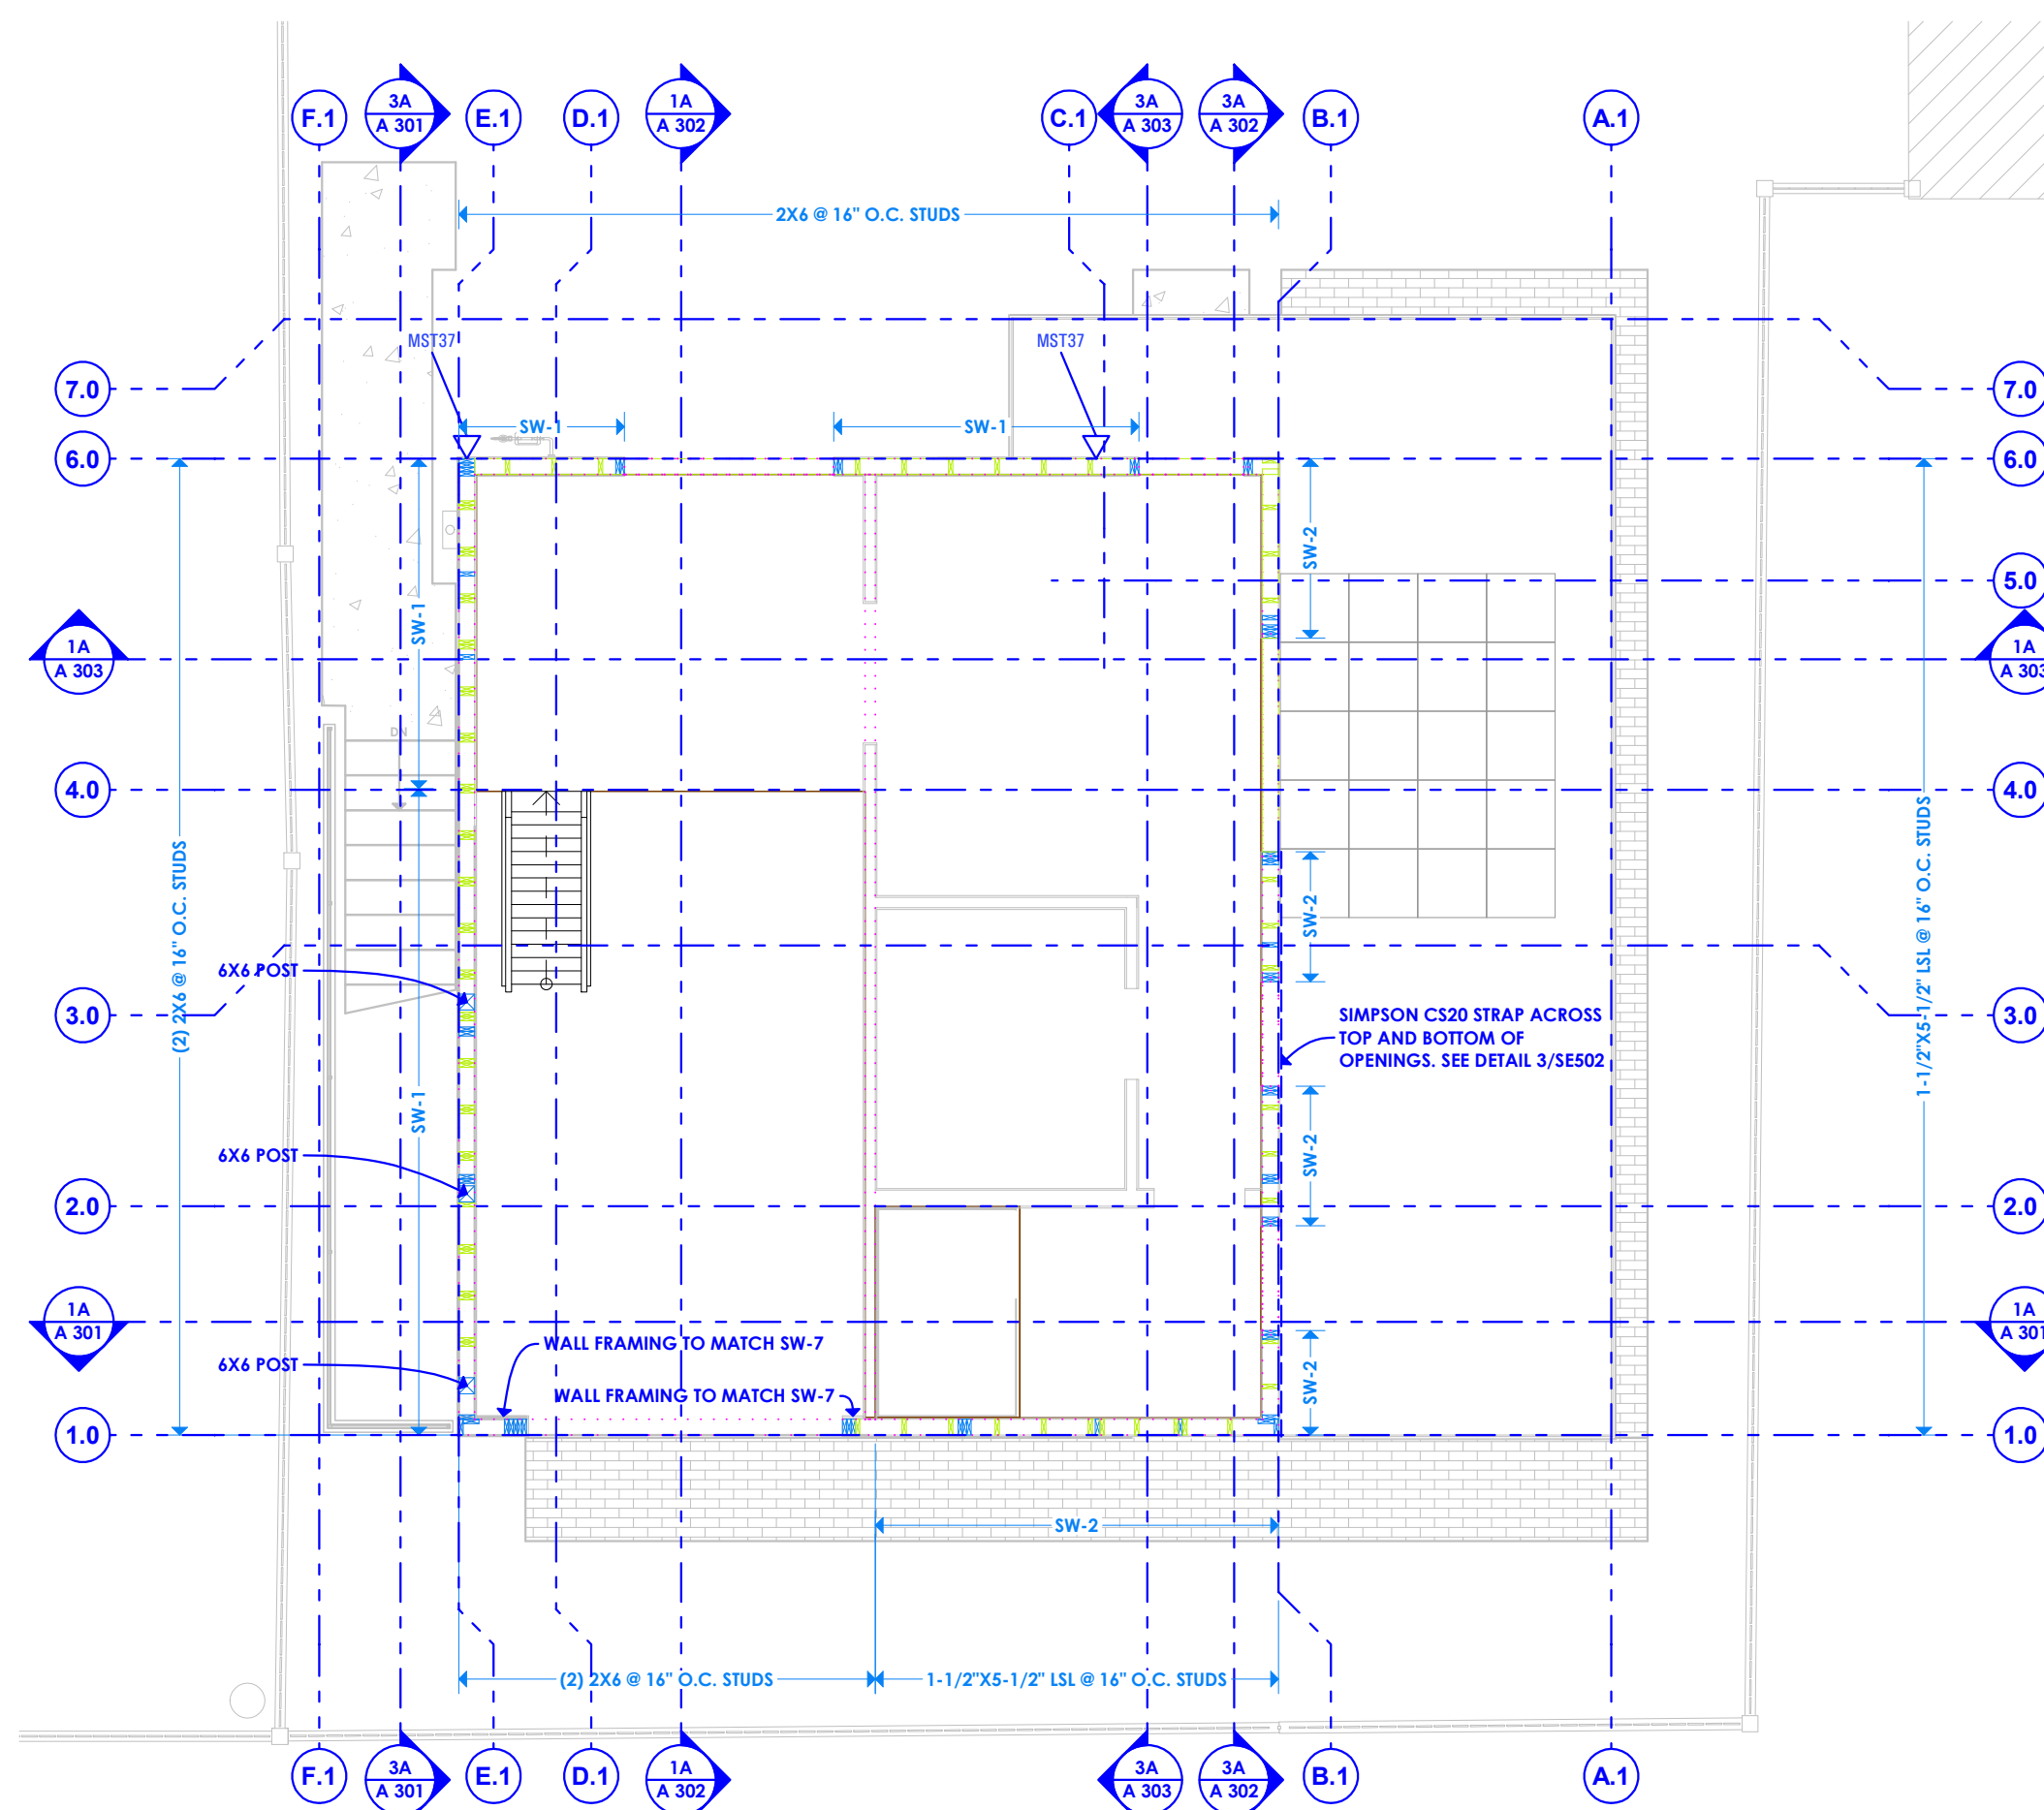 F.1
3A
A 301
E.1
D.1
1A
A 302
C.1
3A
A 303
3A
A 302
B.1
A.1
2X6 @ 16" O.C. STUDS
MST37
MST37
7.0
7.0
SW-1
SW-1
6.0
6.0
SW-2
5.0
SW-1
1A
A 303
1A
A 303
DN
4.0
4.0
(2) 2X6 @ 16" O.C. STUDS
1-1/2"X5-1/2" LSL @ 16" O.C. STUDS
SW-2
6X6 POST
3.0
3.0
SIMPSON CS20 STRAP ACROSS
TOP AND BOTTOM OF
OPENINGS. SEE DETAIL 3/SE502
SW-1
SW-2
6X6 POST
2.0
2.0
1A
A 301
1A
A 301
WALL FRAMING TO MATCH SW-7
6X6 POST
WALL FRAMING TO MATCH SW-7
SW-2
1.0
1.0
SW-2
(2) 2X6 @ 16" O.C. STUDS
1-1/2"X5-1/2" LSL @ 16" O.C. STUDS
F.1
3A
A 301
E.1
D.1
1A
A 302
3A
A 303
3A
A 302
B.1
A.1